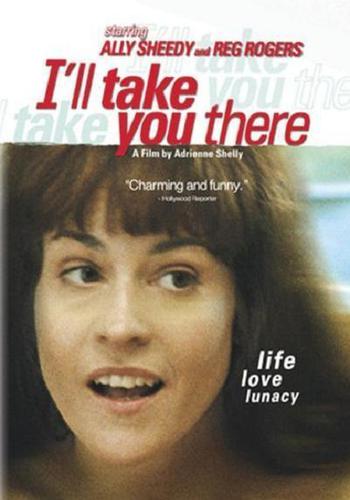 starring
ALLY SHEEDY and REG ROGERS
I'll take
you there
A Film by Adrienne Shelly
"Charming and funny."
- Hollywood Reporter
life
love
lunacy